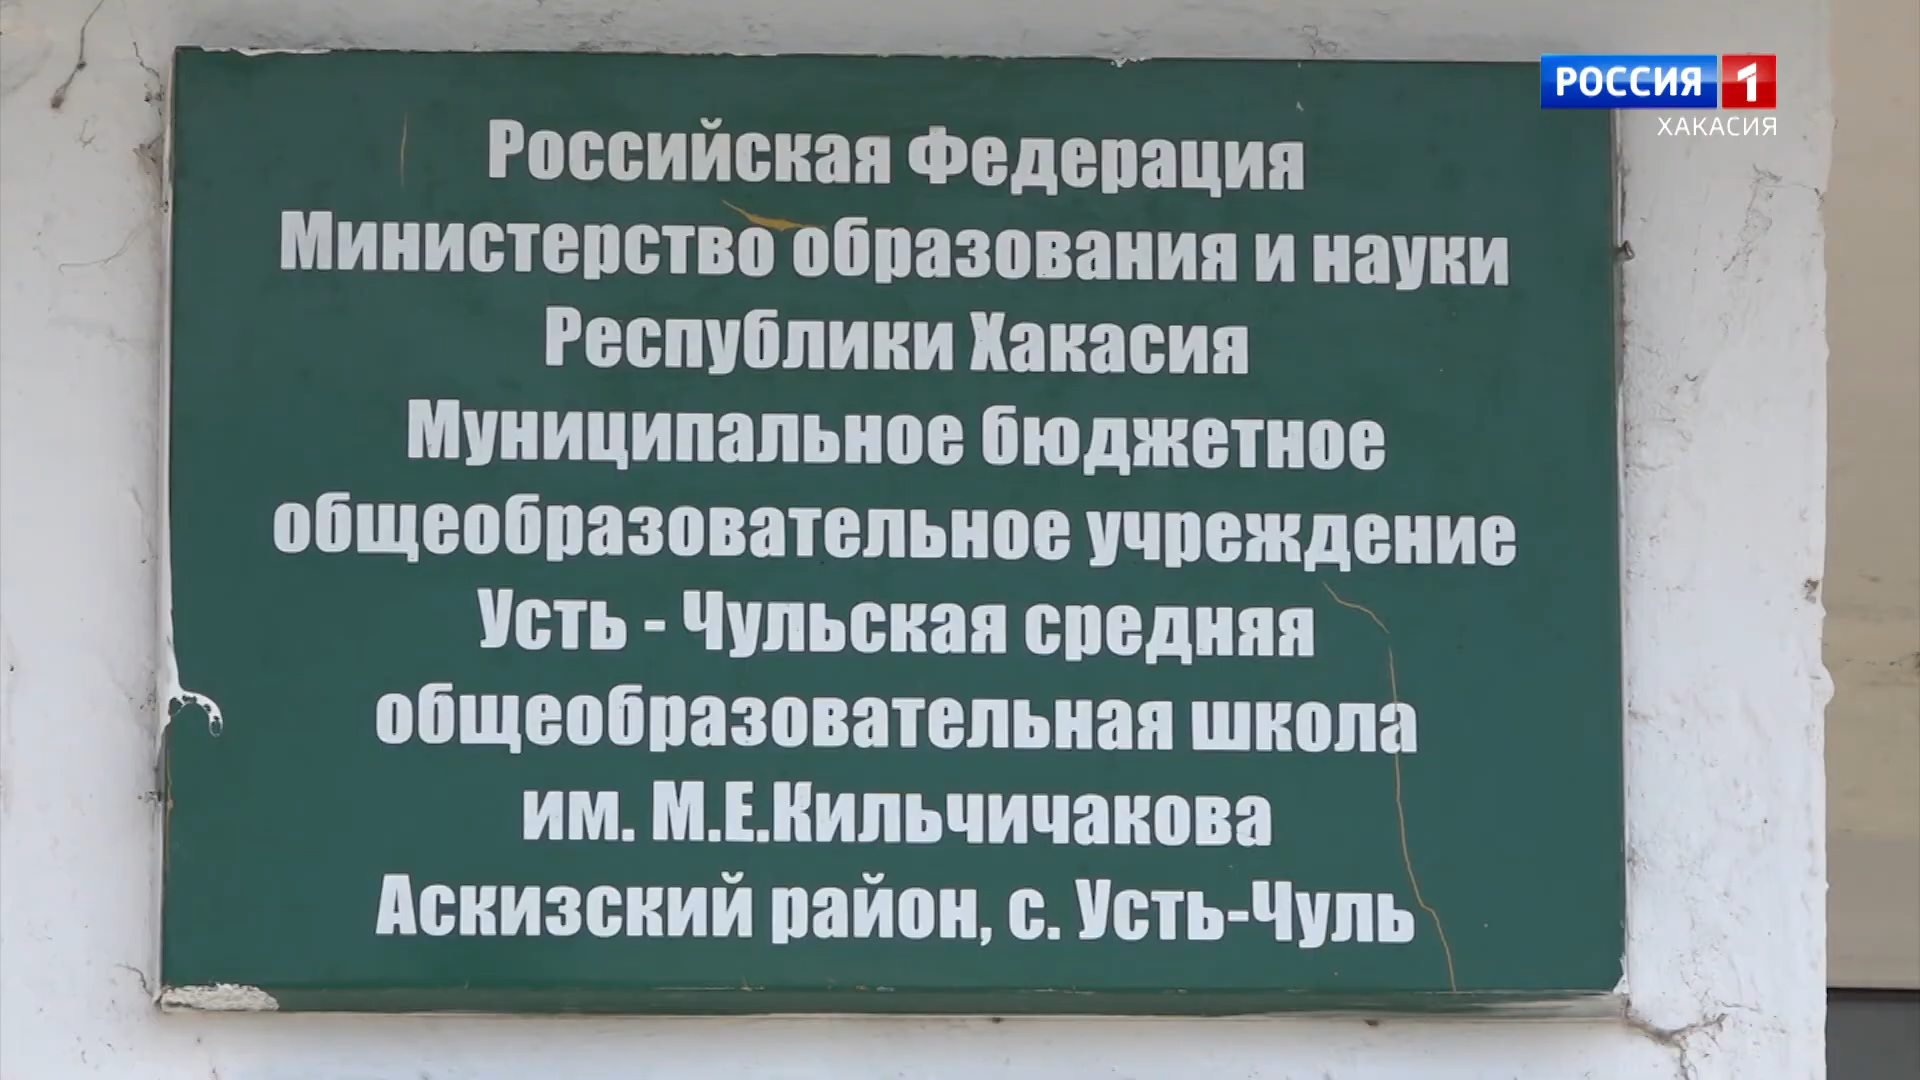 РОССИЯ 1
ХАКАСИЯ
Российская Федерация
Министерство образования и науки
Республики Хакасия
Муниципальное бюджетное
общеобразовательное учреждение
Усть - Чульская средняя
общеобразовательная школа
им. М.Е.Кильчичакова
Аскизский район, с. Усть-Чуль